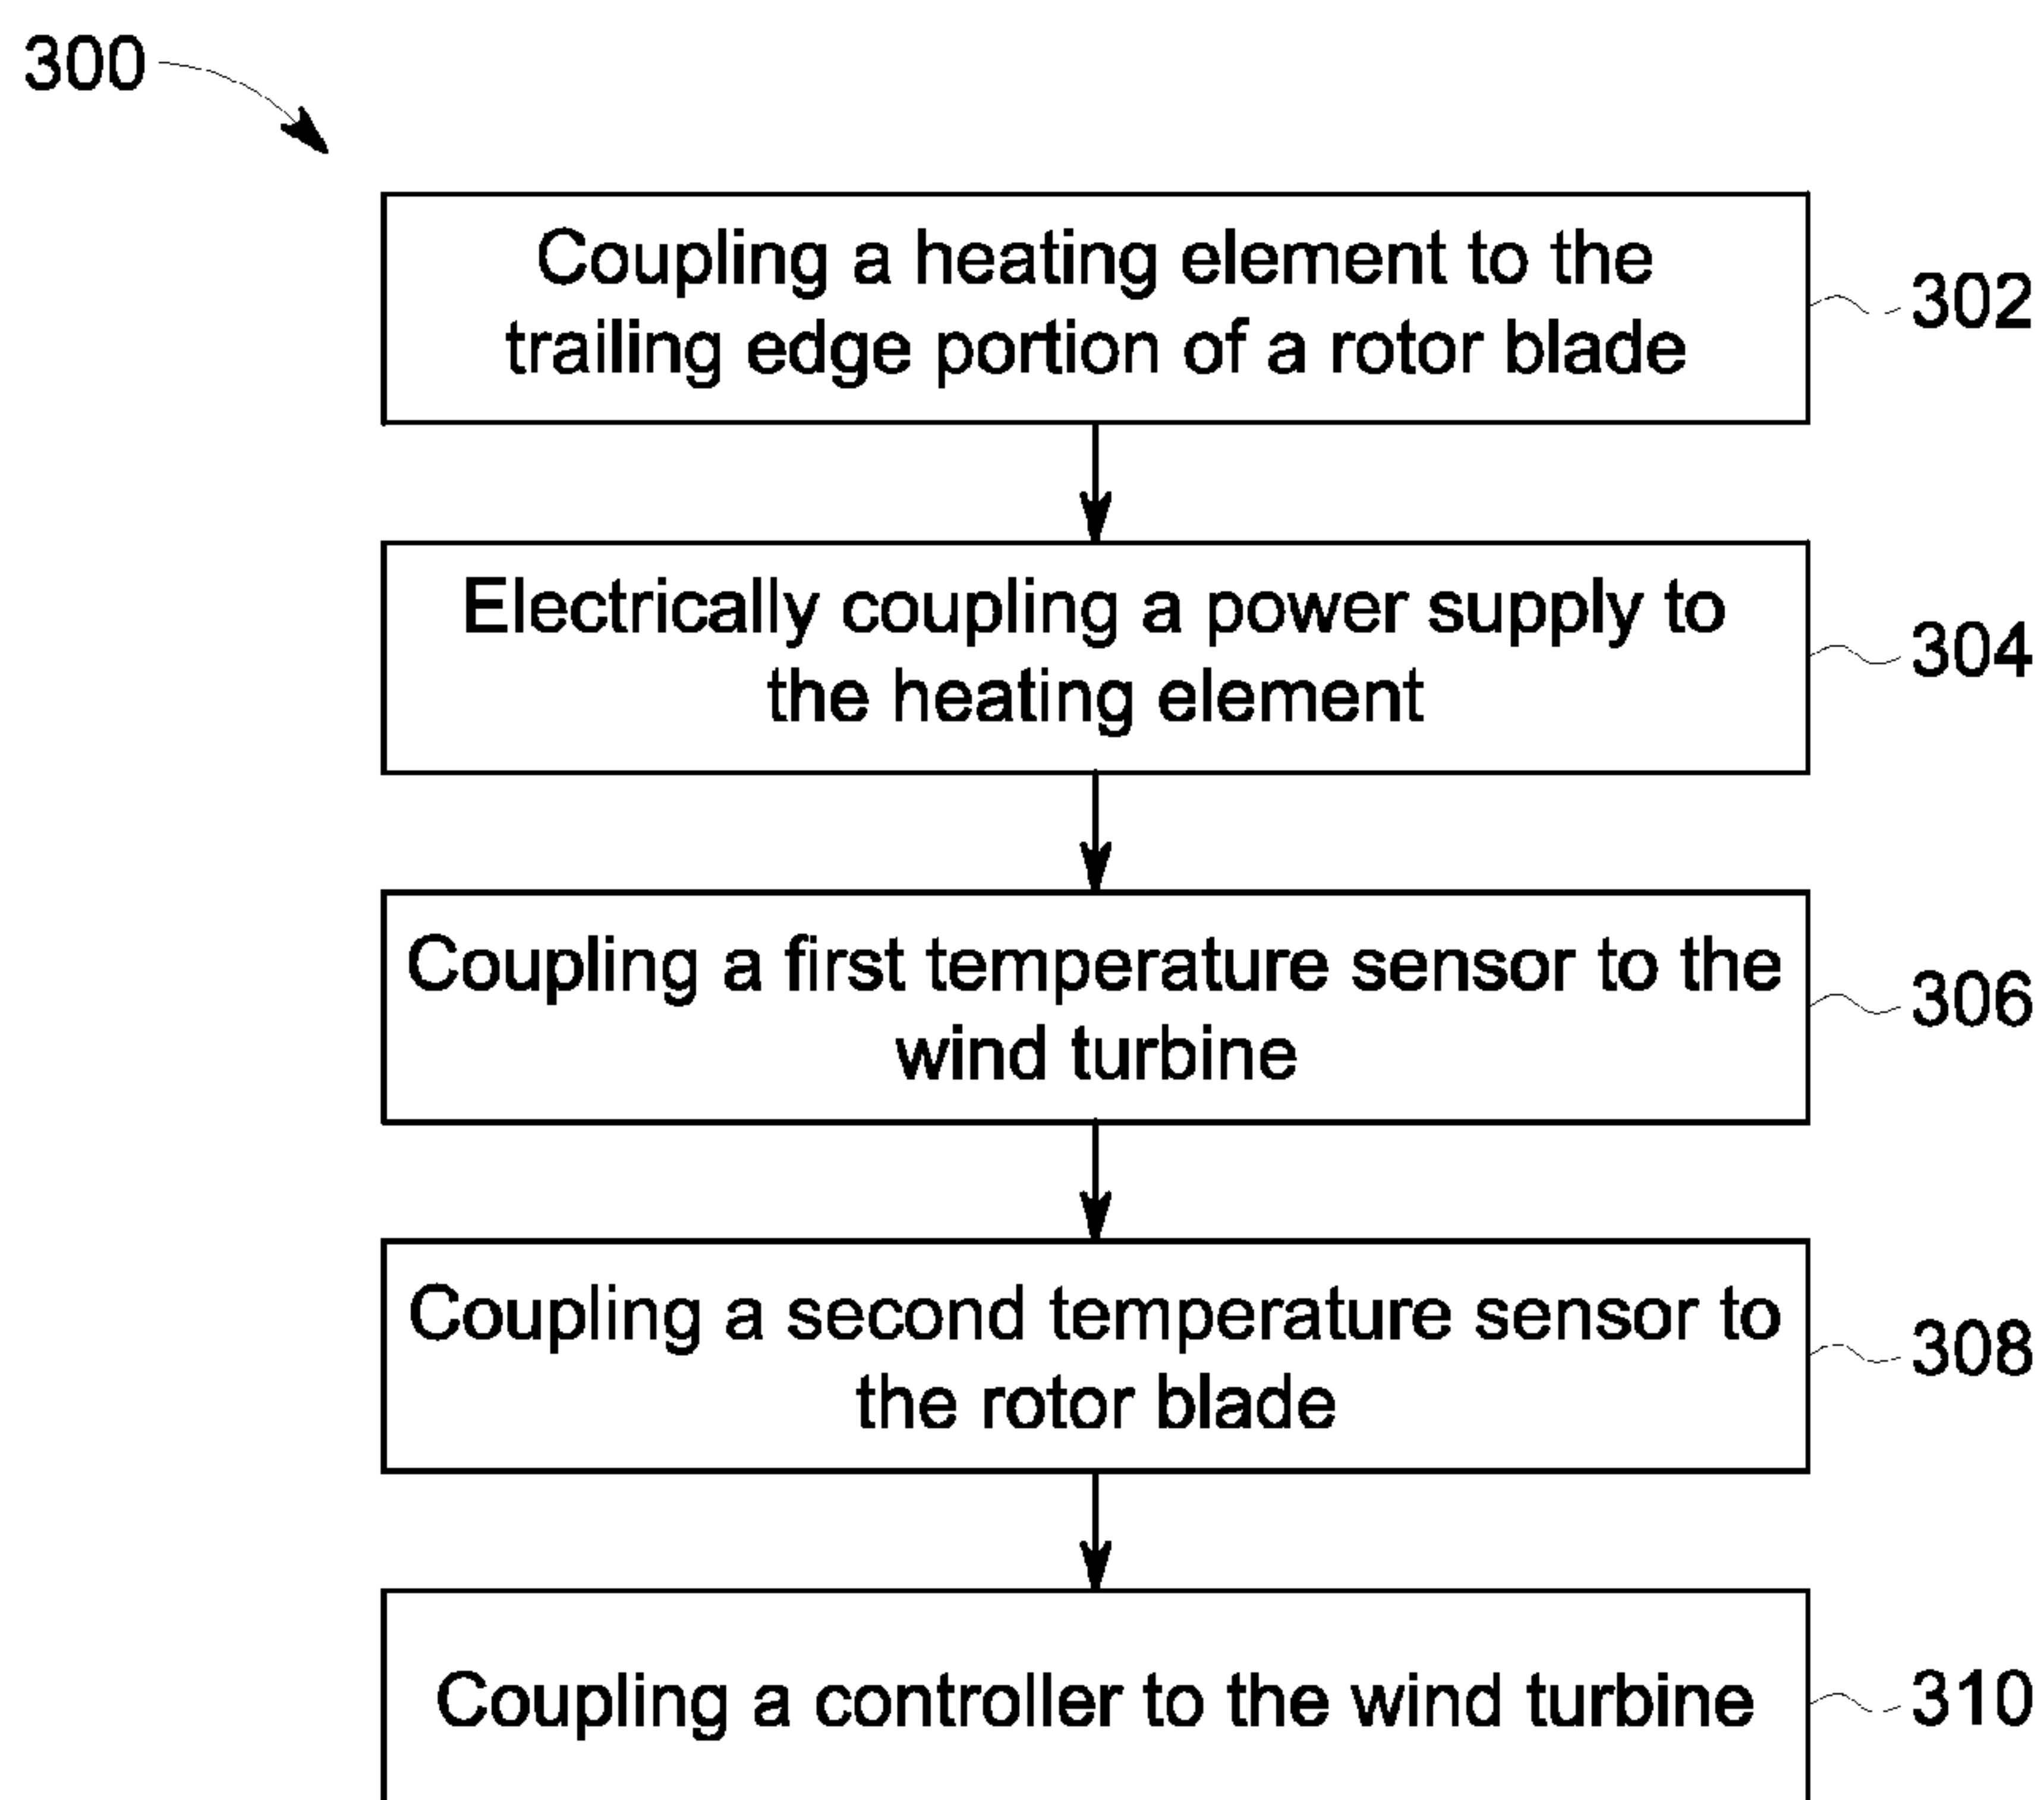 300
Coupling a heating element to the
trailing edge portion of a rotor blade
302
Electrically coupling a power supply to
the heating element
304
Coupling a first temperature sensor to the
wind turbine
306
Coupling a second temperature sensor to
the rotor blade
308
Coupling a controller to the wind turbine
310